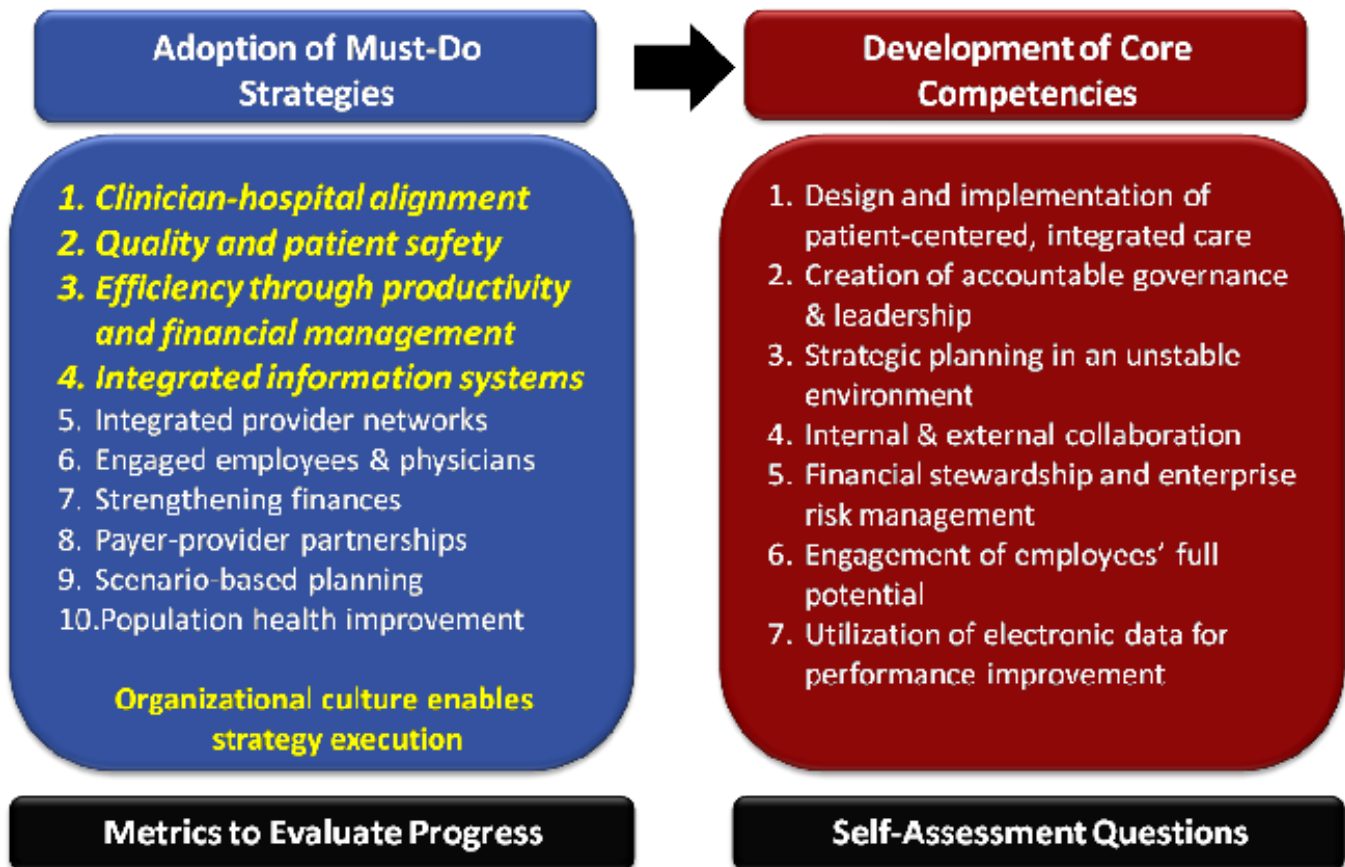 Adoption of Must-Do
Strategies
Development of Core
Competencies
1. Clinician-hospital alignment
2. Quality and patient safety
3. Efficiency through productivity
and financial management
4. Integrated information systems
5. Integrated provider networks
6. Engaged employees & physicians
7. Strengthening finances
8. Payer-provider partnerships
9. Scenario-based planning
10.Population health improvement
Organizational culture enables
strategy execution
1. Design and implementation of
patient-centered, integrated care
2. Creation of accountable governance
& leadership
3. Strategic planning in an unstable
environment
4. Internal & external collaboration
5. Financial stewardship and enterprise
risk management
6. Engagement of employees’ full
potential
7. Utilization of electronic data for
performance improvement
Metrics to Evaluate Progress
Self-Assessment Questions